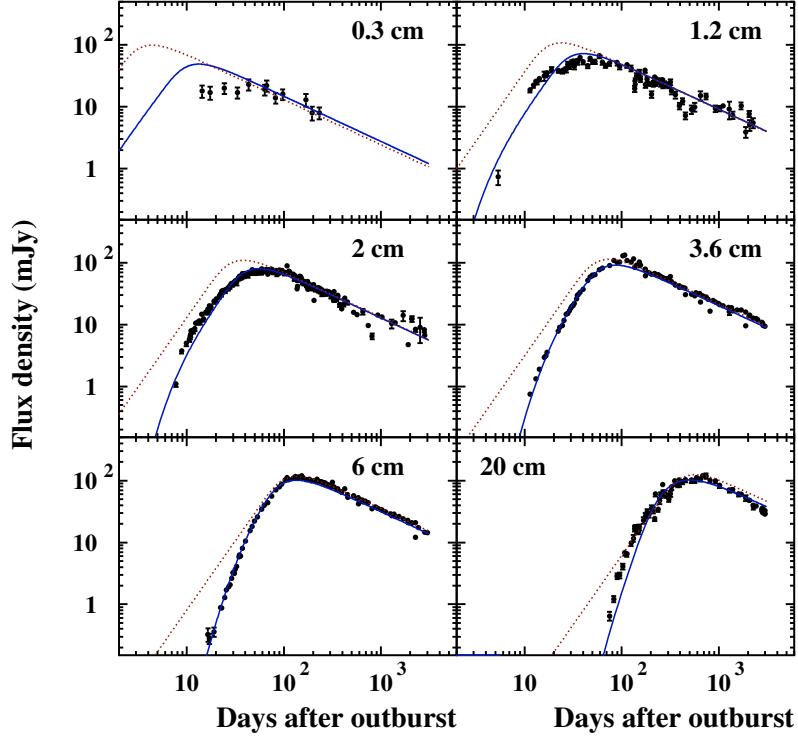 0.3 cm 1.2 cm
10 2
10
1
2 cm 3.6 cm
10 2
10
1
6 cm 20 cm
10 2
10
1
10 10 2 10 3 10 10 2 10 3
Days after outburst Days after outburst
Flux density (mJy)